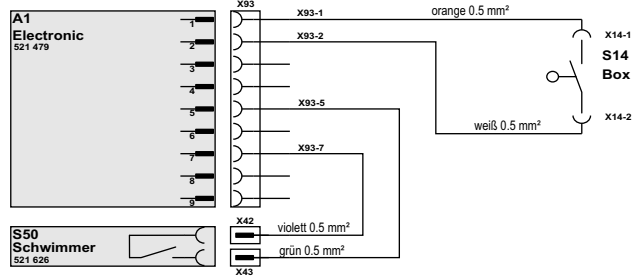 A1
Electronic
521 479
1
2
3
4
5
6
7
8
9
X93
X93-1
orange 0.5 mm²
X93-2
X93-5
X93-7
X14-1
S14
Box
X14-2
weiß 0.5 mm²
S50
Schwimmer
521 626
X42
violett 0.5 mm²
grün 0.5 mm²
X43